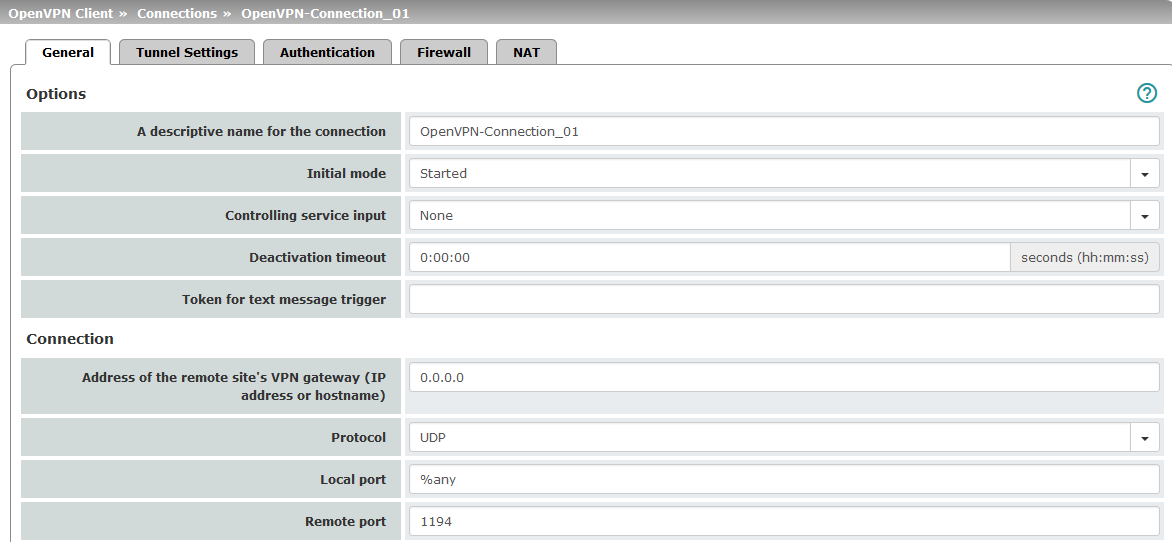 OpenVPN Client » Connections » OpenVPN-Connection_01
General Tunnel Settings Authentication Firewall NAT
Options ?
A descriptive name for the connection OpenVPN-Connection_01
Initial mode Started
Controlling service input None
Deactivation timeout 0:00:00 seconds (hh:mm:ss)
Token for text message trigger
Connection
Address of the remote site's VPN gateway (IP 0.0.0.0
address or hostname)
Protocol UDP
Local port %any
Remote port 1194